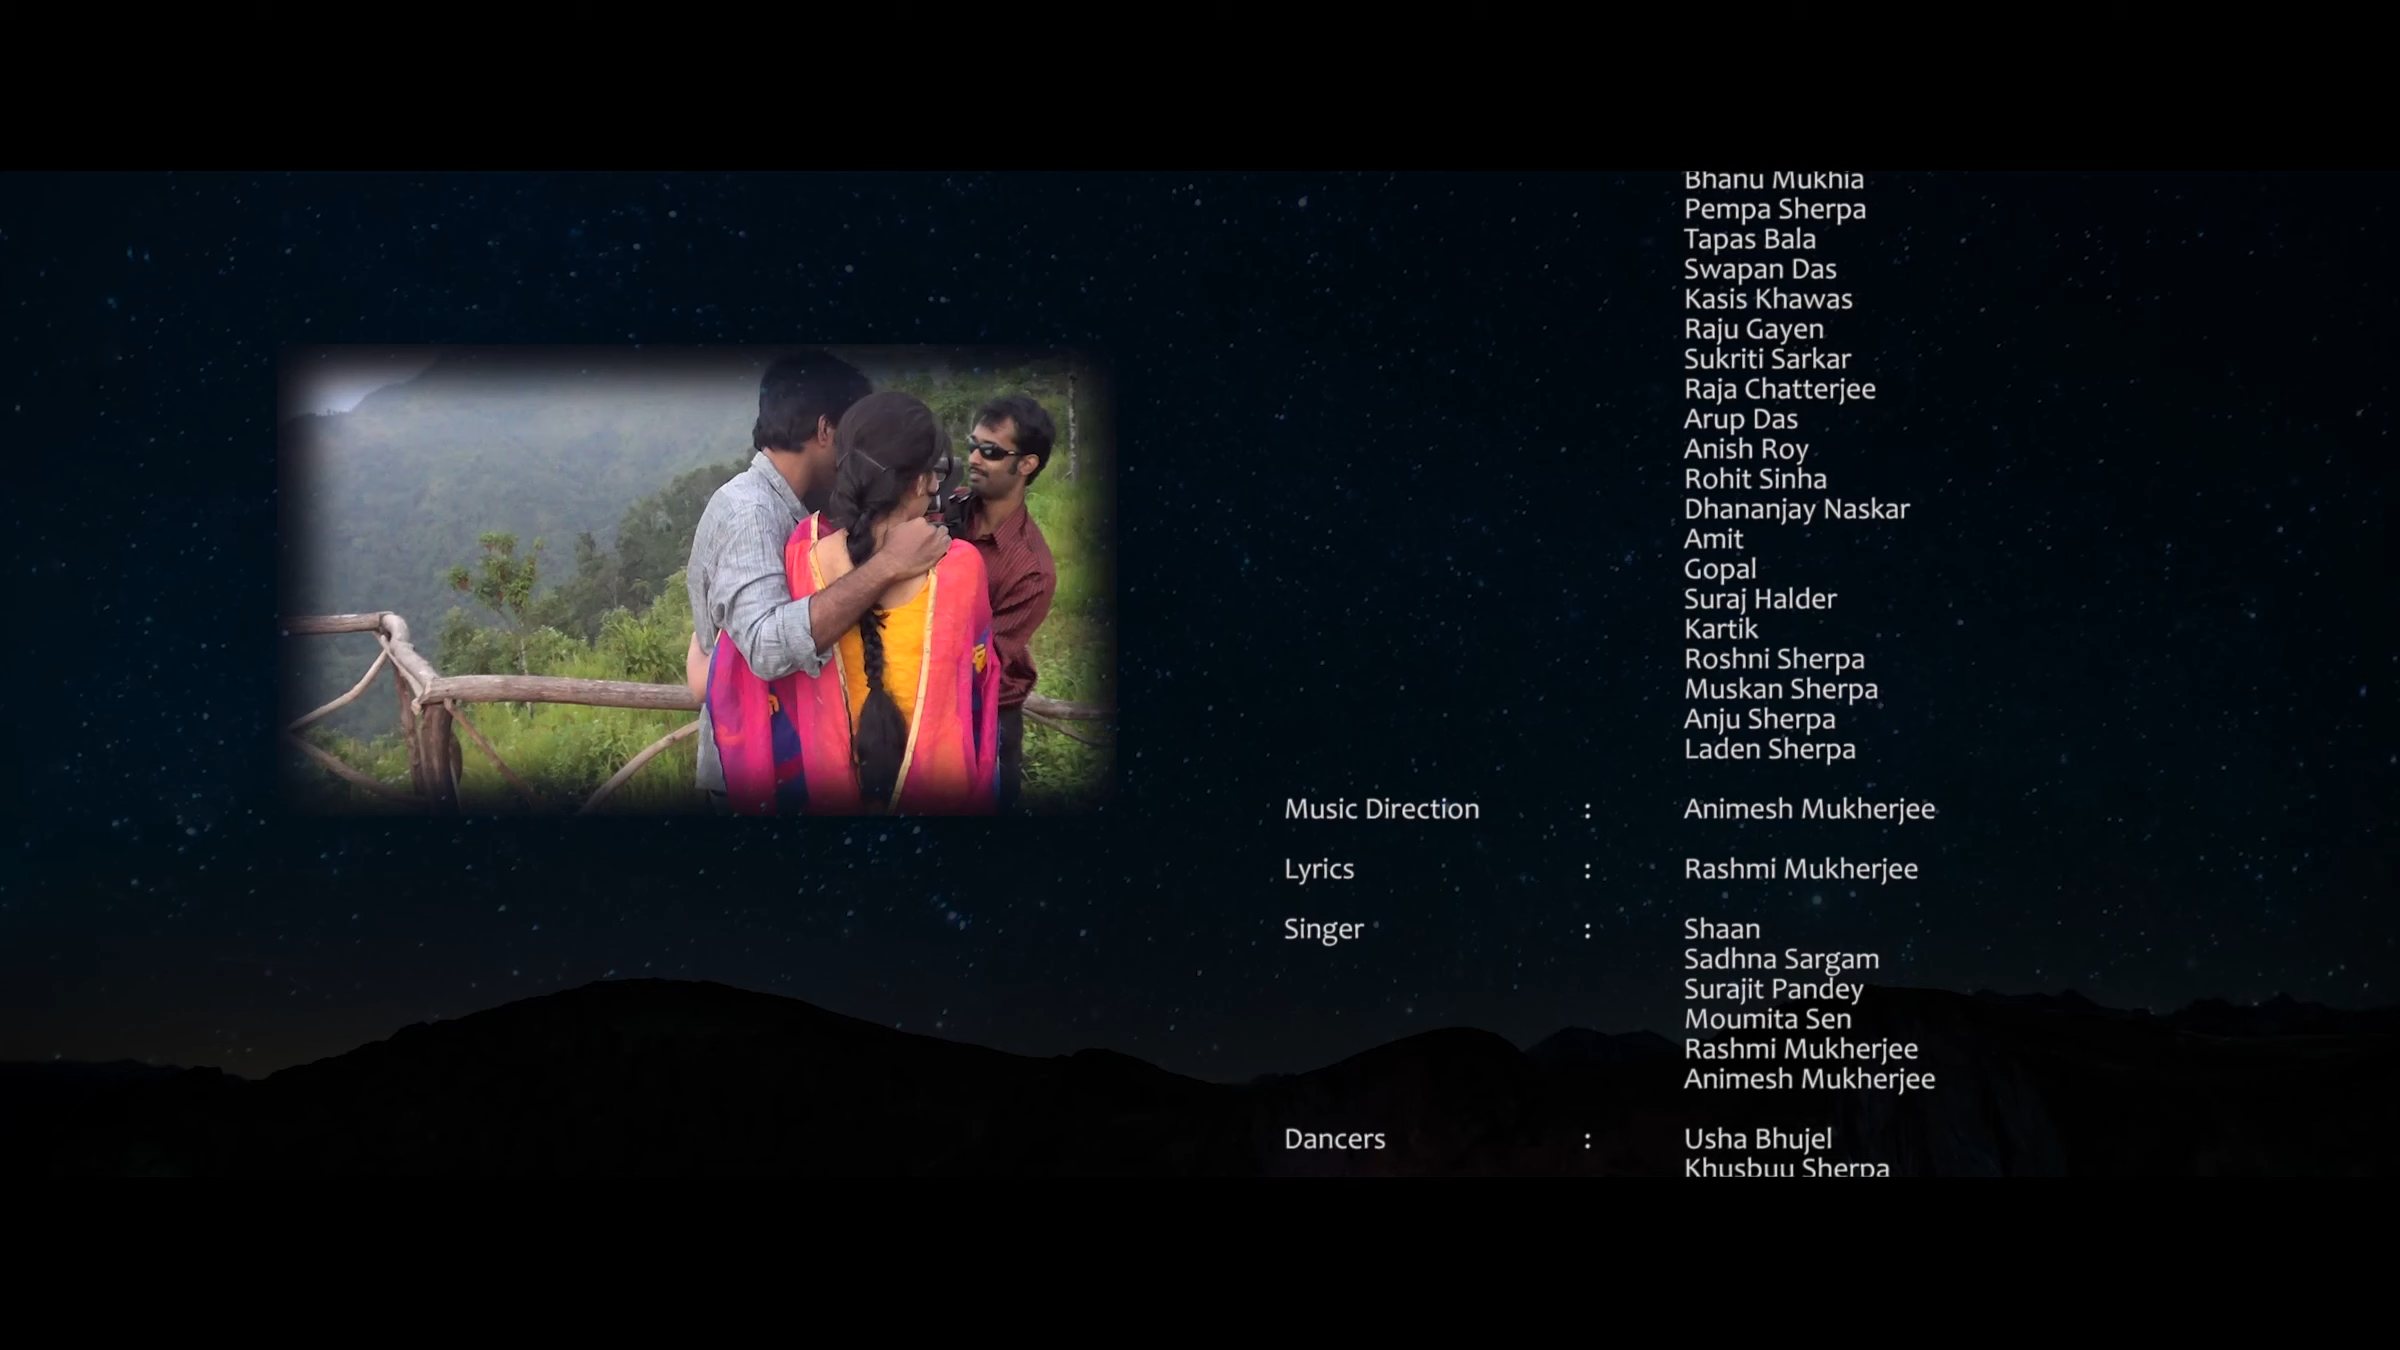 Bhanu Mukhia
Pempa Sherpa
Tapas Bala
Swapan Das
Kasis Khawas
Raju Gayen
Sukriti Sarkar
Raja Chatterjee
Arup Das
Anish Roy
Rohit Sinha
Dhananjay Naskar
Amit
Gopal
Suraj Halder
Kartik
Roshni Sherpa
Muskan Sherpa
Anju Sherpa
Laden Sherpa
Music Direction : Animesh Mukherjee
Lyrics : Rashmi Mukherjee
Singer : Shaan
Sadhna Sargam
Surajit Pandey
Moumita Sen
Rashmi Mukherjee
Animesh Mukherjee
Dancers : Usha Bhujel
Khusbuu Sherpa